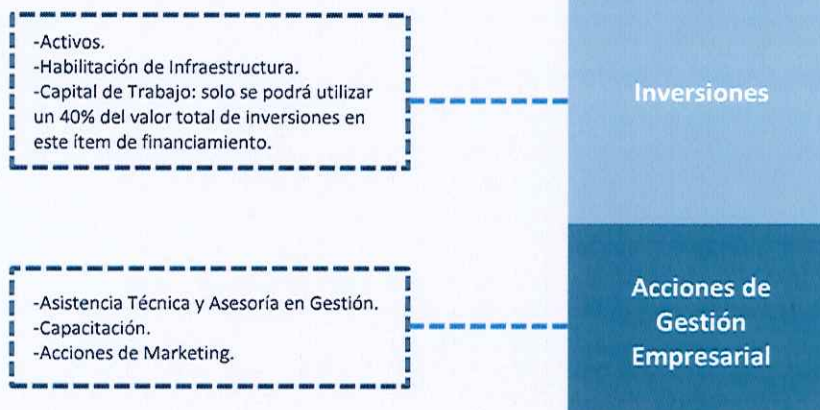 -Activos.
-Habilitación de Infraestructura.
-Capital de Trabajo: solo se podrá utilizar
un 40% del valor total de inversiones en
este ítem de financiamiento.
Inversiones
-Asistencia Técnica y Asesoría en Gestión.
-Capacitación.
-Acciones de Marketing.
Acciones de
Gestión
Empresarial